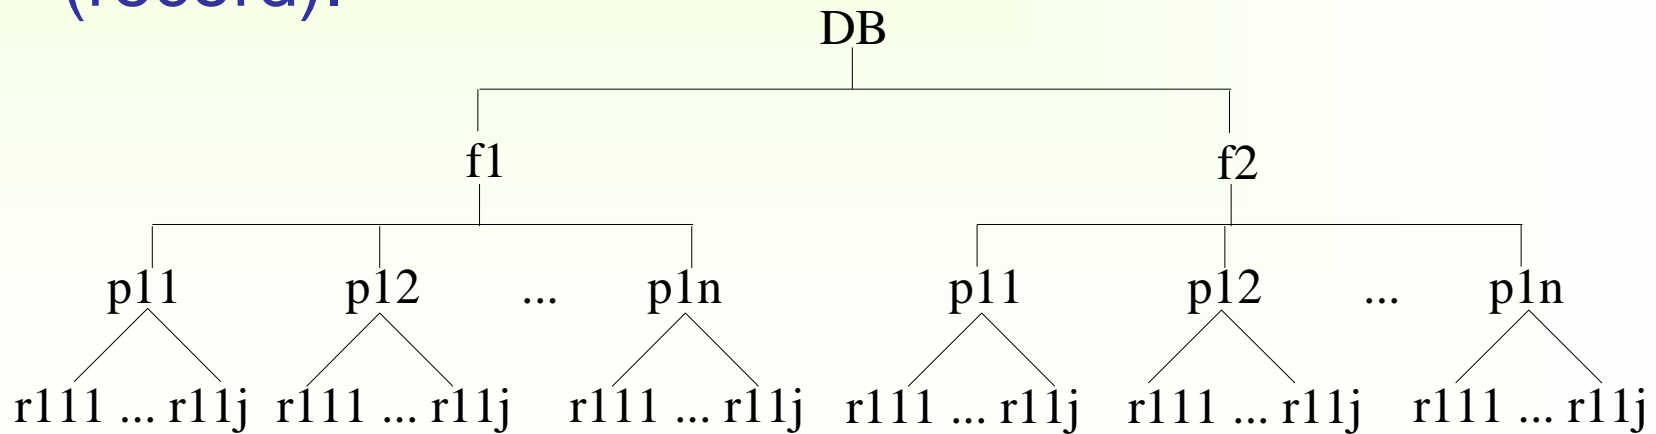 (record).
DB
f1 f2
p11 p12 ... p1n p11 p12 ... p1n
r111 ... r11j r111 ... r11j r111 ... r11j r111 ... r11j r111 ... r11j r111 ... r11j